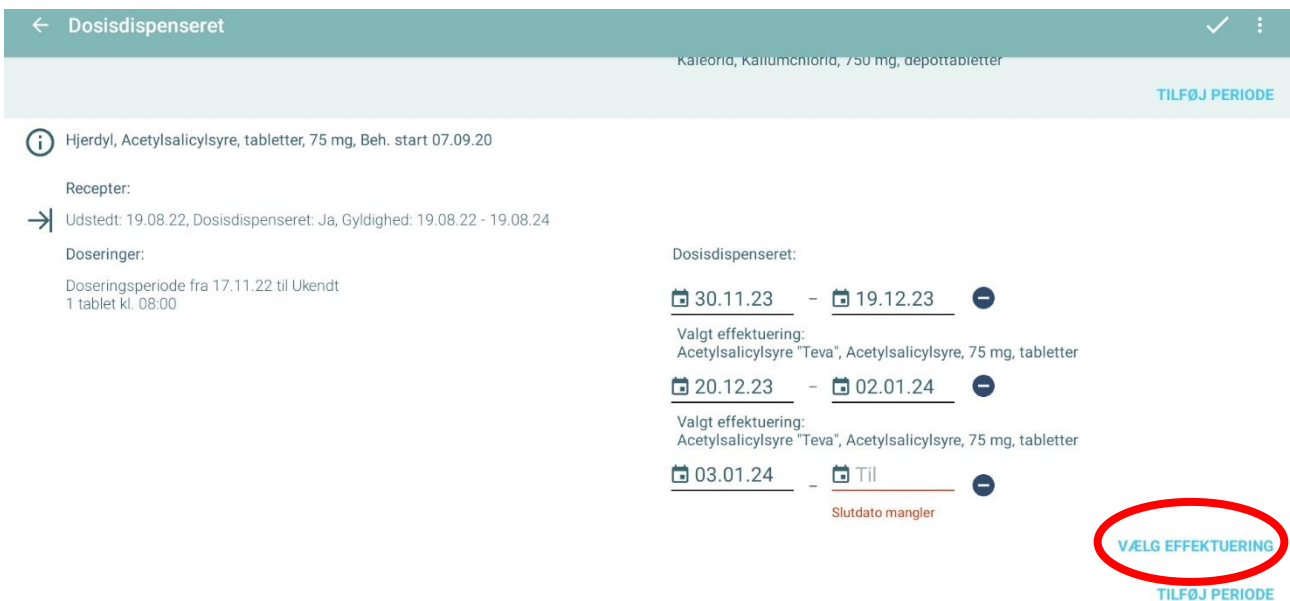 Dosisdispenseret
Kaleorid, Kaliumchlorid, 750 mg, depottabletter
TILFØJ PERIODE
Hjerdyl, Acetylsalicylsyre, tabletter, 75 mg, Beh. start 07.09.20
Recepter:
Udstedt: 19.08.22, Dosisdispenseret: Ja, Gyldighed: 19.08.22 - 19.08.24
Doseringer:
Doseringsperiode fra 17.11.22 til Ukendt
1 tablet kl. 08:00
Dosisdispenseret:
30.11.23 - 19.12.23
Valgt effektuering:
Acetylsalicylsyre "Teva", Acetylsalicylsyre, 75 mg, tabletter
20.12.23 - 02.01.24
Valgt effektuering:
Acetylsalicylsyre "Teva", Acetylsalicylsyre, 75 mg, tabletter
03.01.24 - Til
Slutdato mangler
VÆLG EFFEKTUERING
TILFØJ PERIODE